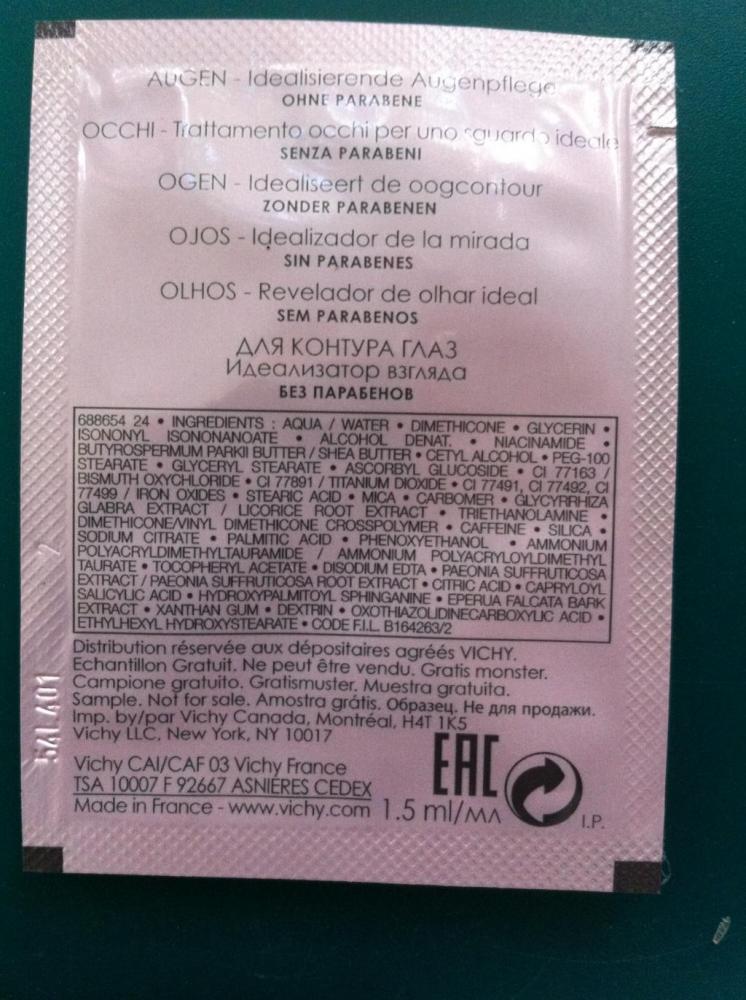 AUGEN - Idealisierende Augenpflege
OHNE PARABENE
OCCHI - Trattamento occhi per uno sguardo ideale
SENZA PARABENI
OGEN - Idealiseert de oogcontour
ZONDER PARABENEN
OJOS - Idealizador de la mirada
SIN PARABENES
OLHOS - Revelador de olhar ideal
SEM PARABENOS
ДЛЯ КОНТУРА ГЛАЗ
Идеализатор взгляда
БЕЗ ПАРАБЕНОВ
688654 24 • INGREDIENTS : AQUA / WATER • DIMETHICONE • GLYCERIN •
ISONONYL ISONONANOATE • ALCOHOL DENAT. • NIACINAMIDE •
BUTYROSPERMUM PARKII BUTTER / SHEA BUTTER • CETYL ALCOHOL • PEG-100
STEARATE • GLYCERYL STEARATE • ASCORBYL GLUCOSIDE • CI 77163 /
BISMUTH OXYCHLORIDE • CI 77891 / TITANIUM DIOXIDE • CI 77491, CI 77492, CI
77499 / IRON OXIDES • STEARIC ACID • MICA • CARBOMER • GLYCYRRHIZA
GLABRA EXTRACT / LICORICE ROOT EXTRACT • TRIETHANOLAMINE •
DIMETHICONE/VINYL DIMETHICONE CROSSPOLYMER • CAFFEINE • SILICA •
SODIUM CITRATE • PALMITIC ACID • PHENOXYETHANOL • AMMONIUM
POLYACRYLDIMETHYLTAURAMIDE / AMMONIUM POLYACRYLOYLDIMETHYL
TAURATE • TOCOPHERYL ACETATE • DISODIUM EDTA • PAEONIA SUFFRUTICOSA
EXTRACT / PAEONIA SUFFRUTICOSA ROOT EXTRACT • CITRIC ACID • CAPRYLOYL
SALICYLIC ACID • HYDROXYPALMITOYL SPHINGANINE • EPERUA FALCATA BARK
EXTRACT • XANTHAN GUM • DEXTRIN • OXOTHIAZOLIDINECARBOXYLIC ACID •
ETHYLHEXYL HYDROXYSTEARATE • CODE F.I.L. B164263/2
Distribution réservée aux dépositaires agréés VICHY.
Echantillon Gratuit. Ne peut être vendu. Gratis monster.
Campione gratuito. Gratismuster. Muestra gratuita.
Sample. Not for sale. Amostra grátis. Образец. Не для продажи.
Imp. by/par Vichy Canada, Montréal, H4T 1K5
Vichy LLC, New York, NY 10017
Vichy CAI/CAF 03 Vichy France
TSA 10007 F 92667 ASNIERES CEDEX
Made in France - www.vichy.com 1.5 ml/мл
EAC
I.P.